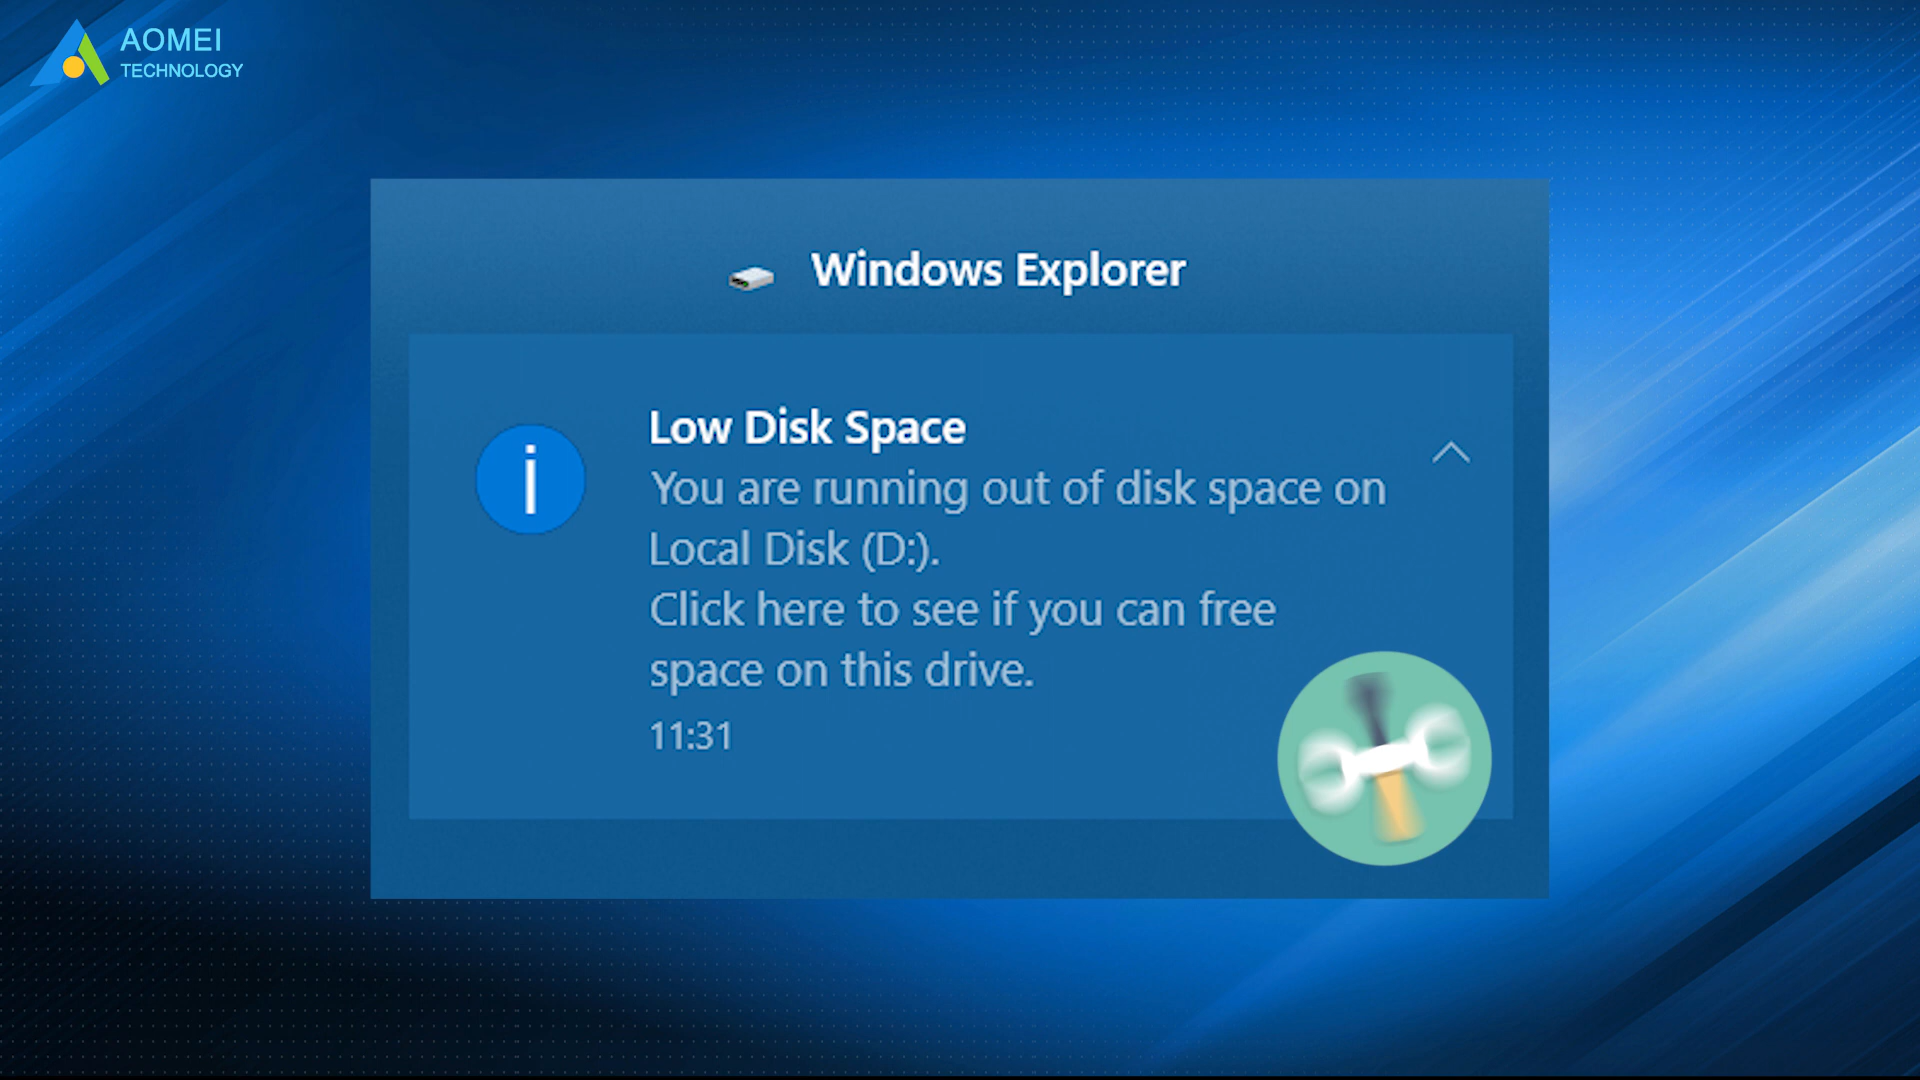 AOMEI
TECHNOLOGY
Windows Explorer
Low Disk Space
You are running out of disk space on
Local Disk (D:).
Click here to see if you can free
space on this drive.
11:31